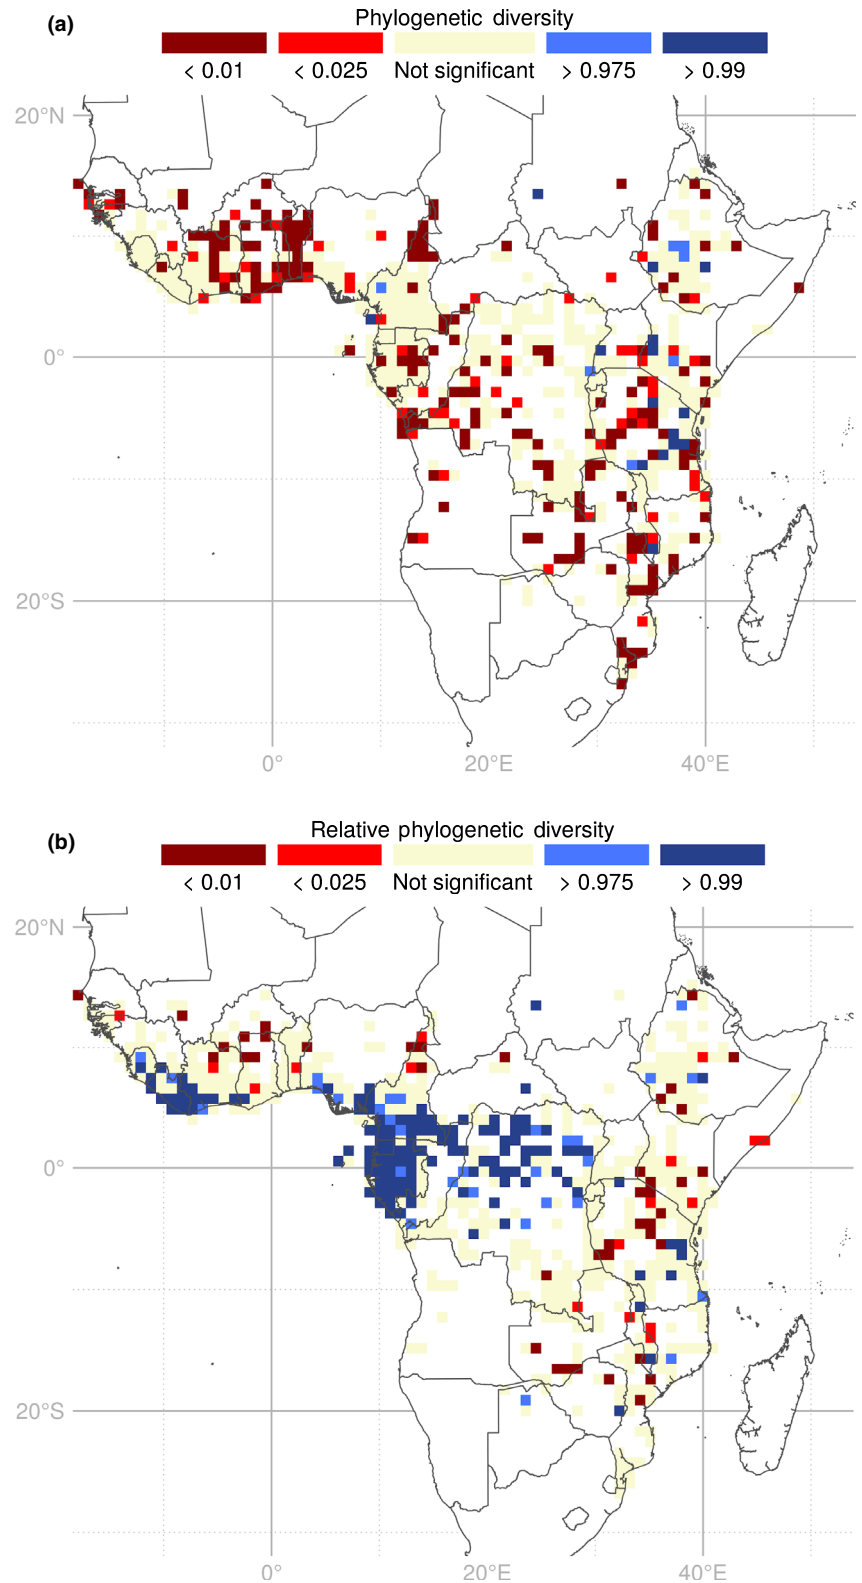 (a)
Phylogenetic diversity
< 0.01 < 0.025 Not significant > 0.975 > 0.99
20°N
0°
20°S
0° 20°E 40°E
(b)
Relative phylogenetic diversity
< 0.01 < 0.025 Not significant > 0.975 > 0.99
20°N
0°
20°S
0° 20°E 40°E